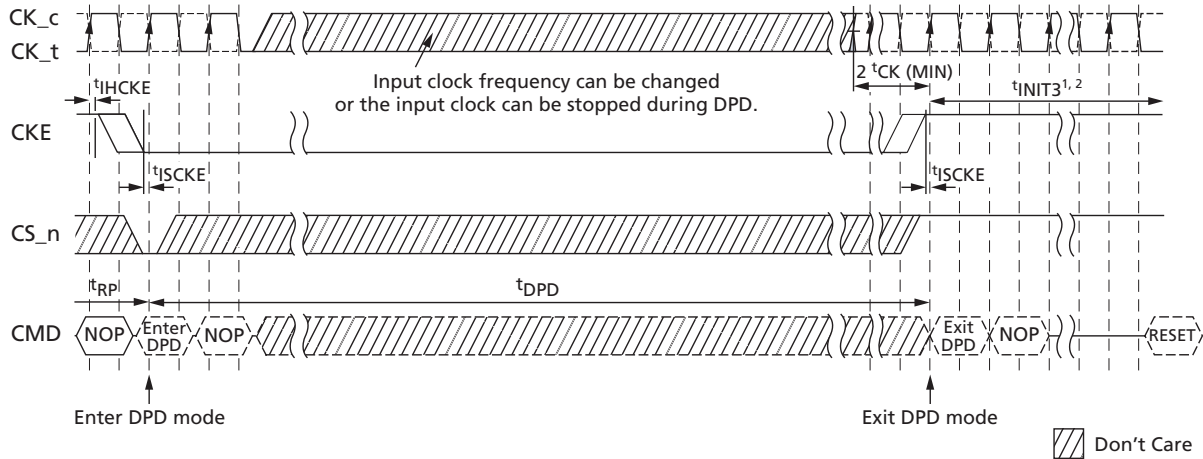 CK_c
CK_t
Input clock frequency can be changed
or the input clock can be stopped during DPD.
2 tCK (MIN)
tIHCKE
tINIT31, 2
CKE
tISCKE
tISCKE
CS_n
tRP
tDPD
CMD
NOP
Enter
DPD
NOP
Exit
DPD
NOP
RESET
Enter DPD mode
Exit DPD mode
Don't Care